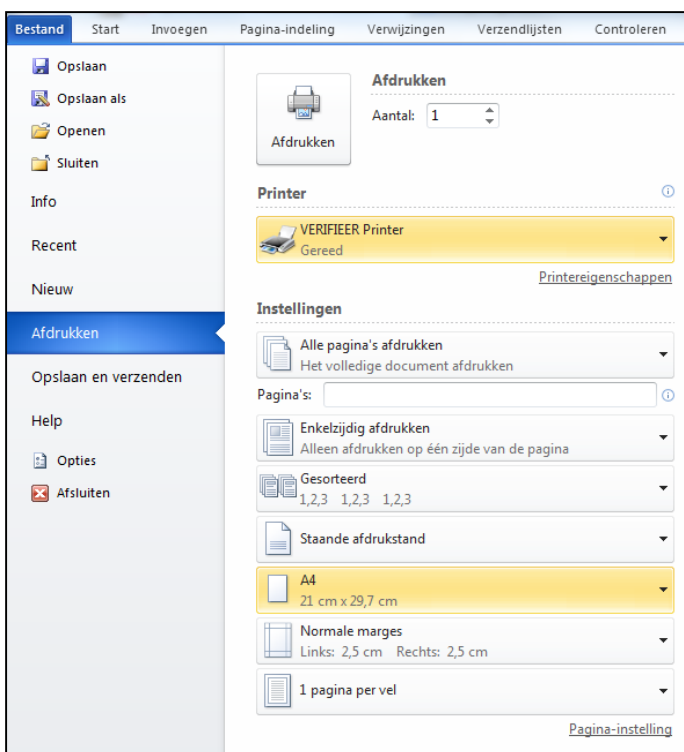 Bestand Start Invoegen Pagina-indeling Verwijzingen Verzendlijsten Controleren
Opslaan
Opslaan als
Openen
Sluiten
Info
Recent
Nieuw
Afdrukken
Opslaan en verzenden
Help
Opties
Afsluiten
Afdrukken
Afdrukken
Aantal: 1
Printer
VERIFIEER Printer
Gereed
Printereigenschappen
Instellingen
Alle pagina's afdrukken
Het volledige document afdrukken
Pagina's:
Enkelzijdig afdrukken
Alleen afdrukken op één zijde van de pagina
Gesorteerd
1,2,3 1,2,3 1,2,3
Staande afdrukstand
A4
21 cm x 29,7 cm
Normale marges
Links: 2,5 cm Rechts: 2,5 cm
1 pagina per vel
Pagina-instelling